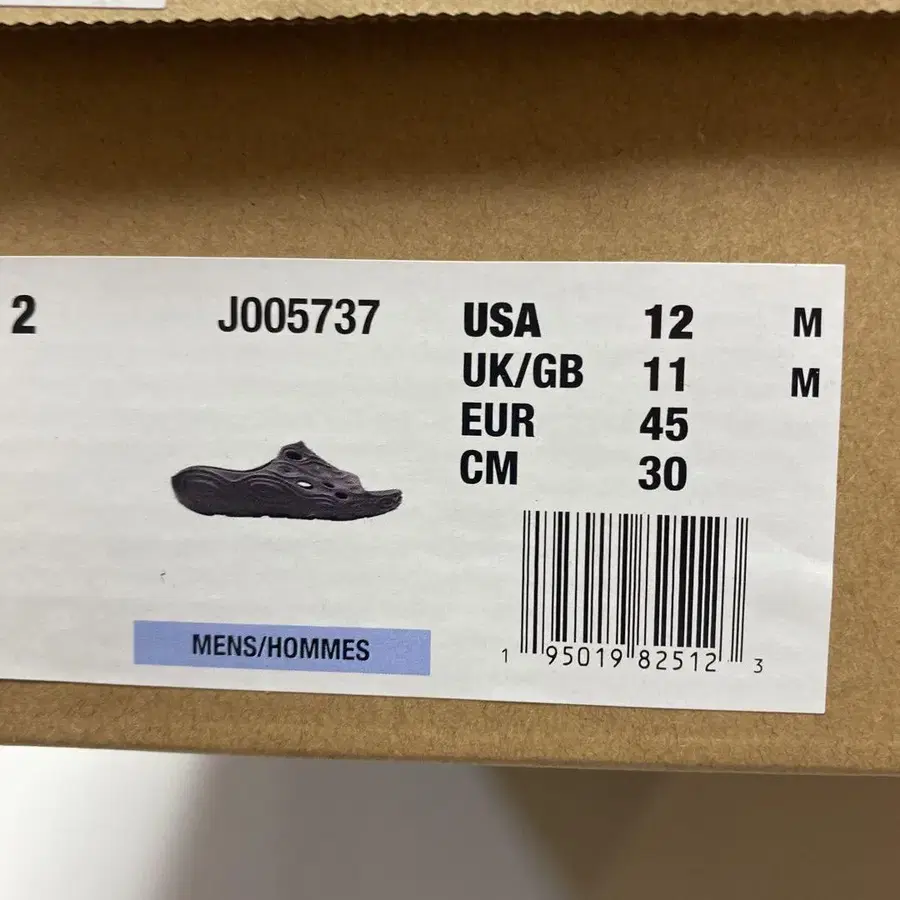 2 J005737 USA 12 M
UK/GB 11 M
EUR 45
CM 30
MENS/HOMMES
1 95019 82512 3